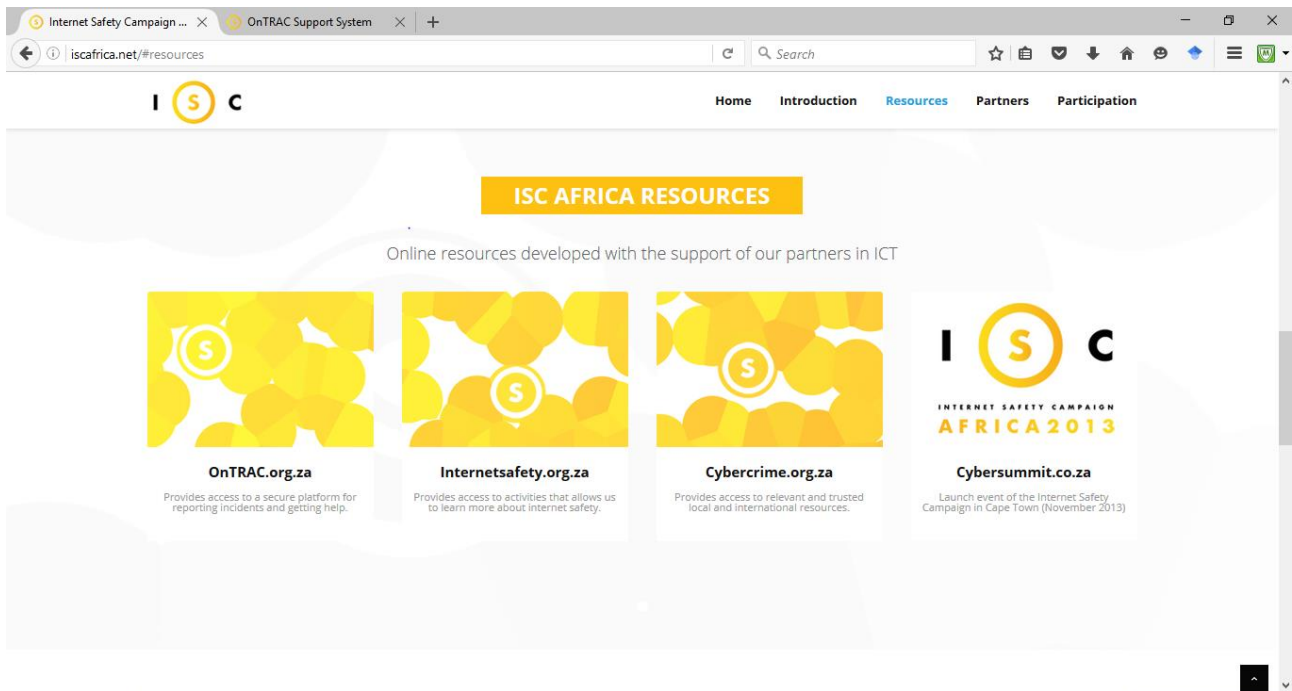 Internet Safety Campaign ...
OnTRAC Support System
iscafrica.net/#resources
Search
I S C
Home Introduction Resources Partners Participation
ISC AFRICA RESOURCES
Online resources developed with the support of our partners in ICT
S
S
S
I S C
INTERNET SAFETY CAMPAIGN
AFRICA2013
OnTRAC.org.za
Provides access to a secure platform for
reporting incidents and getting help.
Internetsafety.org.za
Provides access to activities that allows us
to learn more about internet safety.
Cybercrime.org.za
Provides access to relevant and trusted
local and international resources.
Cybersummit.co.za
Launch event of the Internet Safety
Campaign in Cape Town (November 2013)